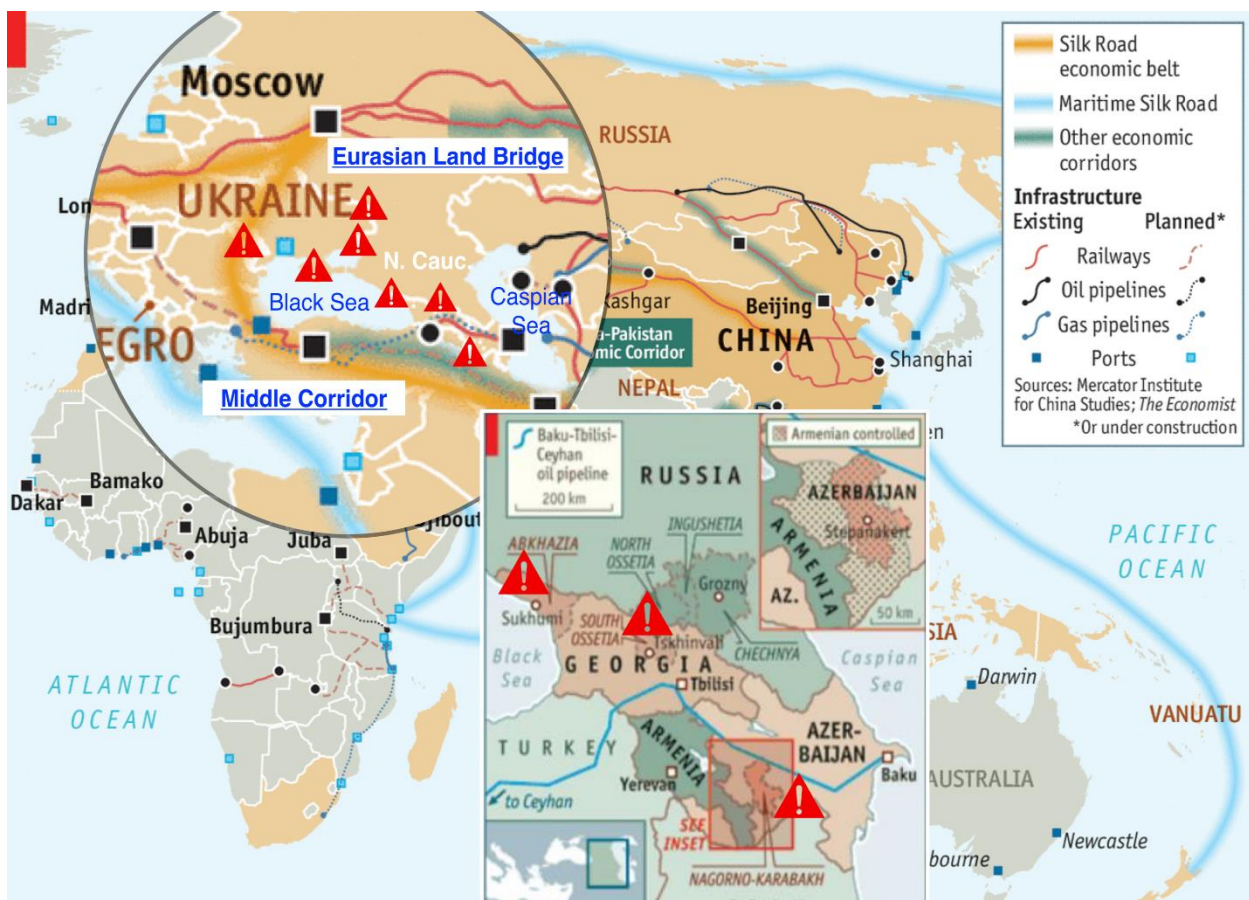 Moscow
Eurasian Land Bridge
UKRAINE
Lon
N. Cauc.
Black Sea
Caspian
Sea
Madri
EGRO
Middle Corridor
RUSSIA
Kashgar
Beijing
CHINA
a-Pakistan
mic Corridor
Shanghai
NEPAL
Silk Road
economic belt
Maritime Silk Road
Other economic
corridors
Infrastructure
Existing
Planned*
Railways
Oil pipelines
Gas pipelines
Ports
Sources: Mercator Institute
for China Studies; The Economist
*Or under construction
Dakar
Bamako
Abuja
Juba
Djibout
Bujumbura
ATLANTIC
OCEAN
PACIFIC
OCEAN
SIA
Darwin
VANUATU
AUSTRALIA
Newcastle
bourne
Baku-Tbilisi-
Ceyhan
oil pipeline
200 km
RUSSIA
Armenian controlled
AZERBAIJAN
Stepanakert
ARMENIA
AZ.
50 km
INGUSHETIA
ABKHAZIA
NORTH
OSSETIA
Grozny
Sukhumi
SOUTH
OSSETIA
Tskhinvali
CHECHNYA
Black
Sea
GEORGIA
Caspian
Sea
Tbilisi
TURKEY
ARMENIA
AZER-
BAIJAN
Yerevan
Baku
to Ceyhan
SEE
INSET
NAGORNO-KARABAKH